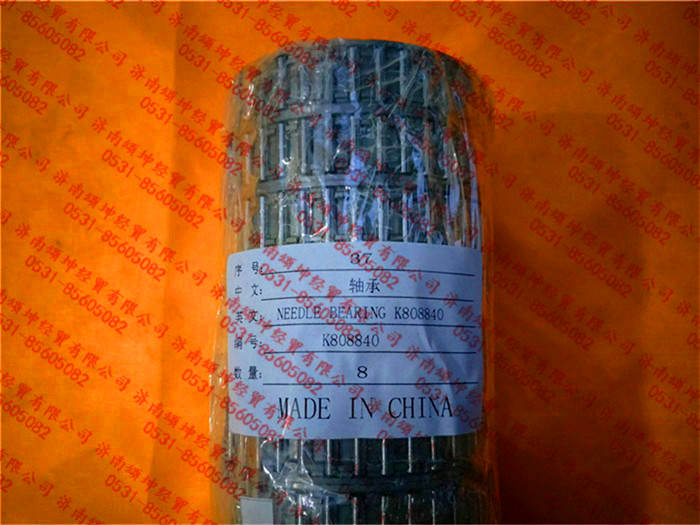 序号: 37
中文: 轴承
英文: NEEDLE BEARING K808840
编号: K808840
数量: 8
MADE IN CHINA
济南硕坤经贸有限公司
0531-85605082